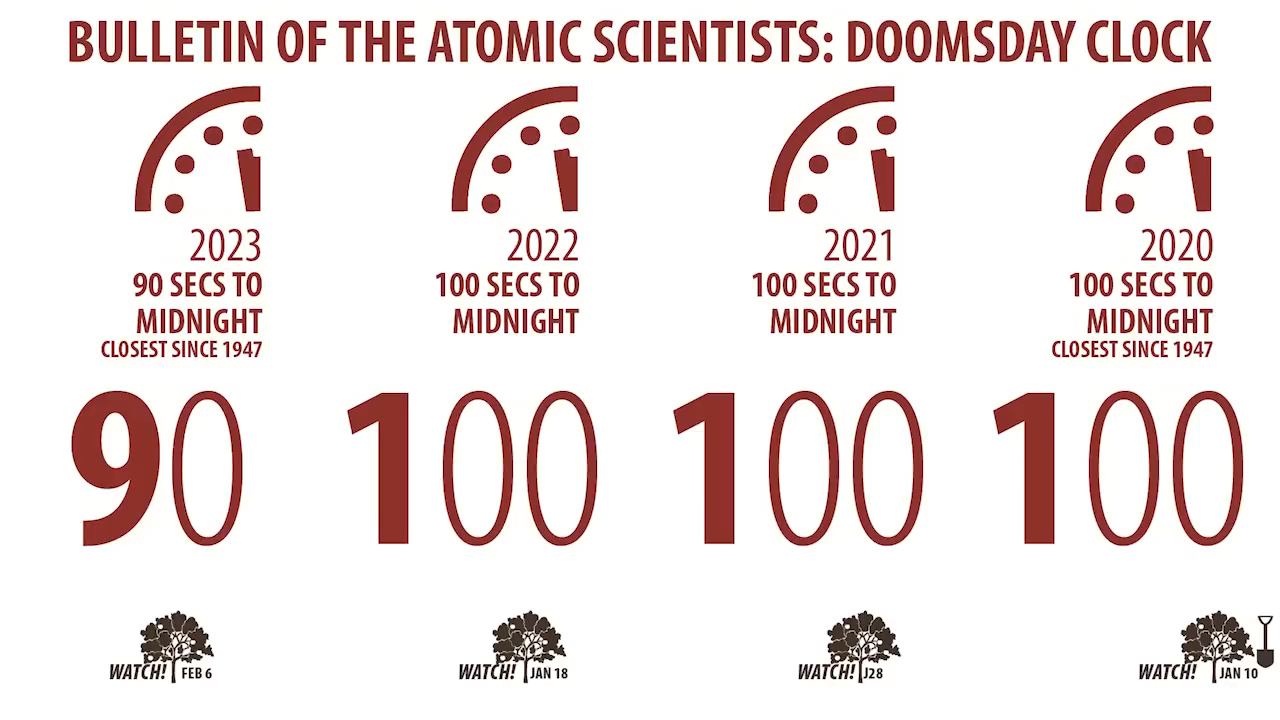 BULLETIN OF THE ATOMIC SCIENTISTS: DOOMSDAY CLOCK
2023
90 SECS TO
MIDNIGHT
CLOSEST SINCE 1947
90
WATCH! FEB 6
2022
100 SECS TO
MIDNIGHT
100
WATCH! JAN 18
2021
100 SECS TO
MIDNIGHT
100
WATCH! J28
2020
100 SECS TO
MIDNIGHT
CLOSEST SINCE 1947
100
WATCH! JAN 10